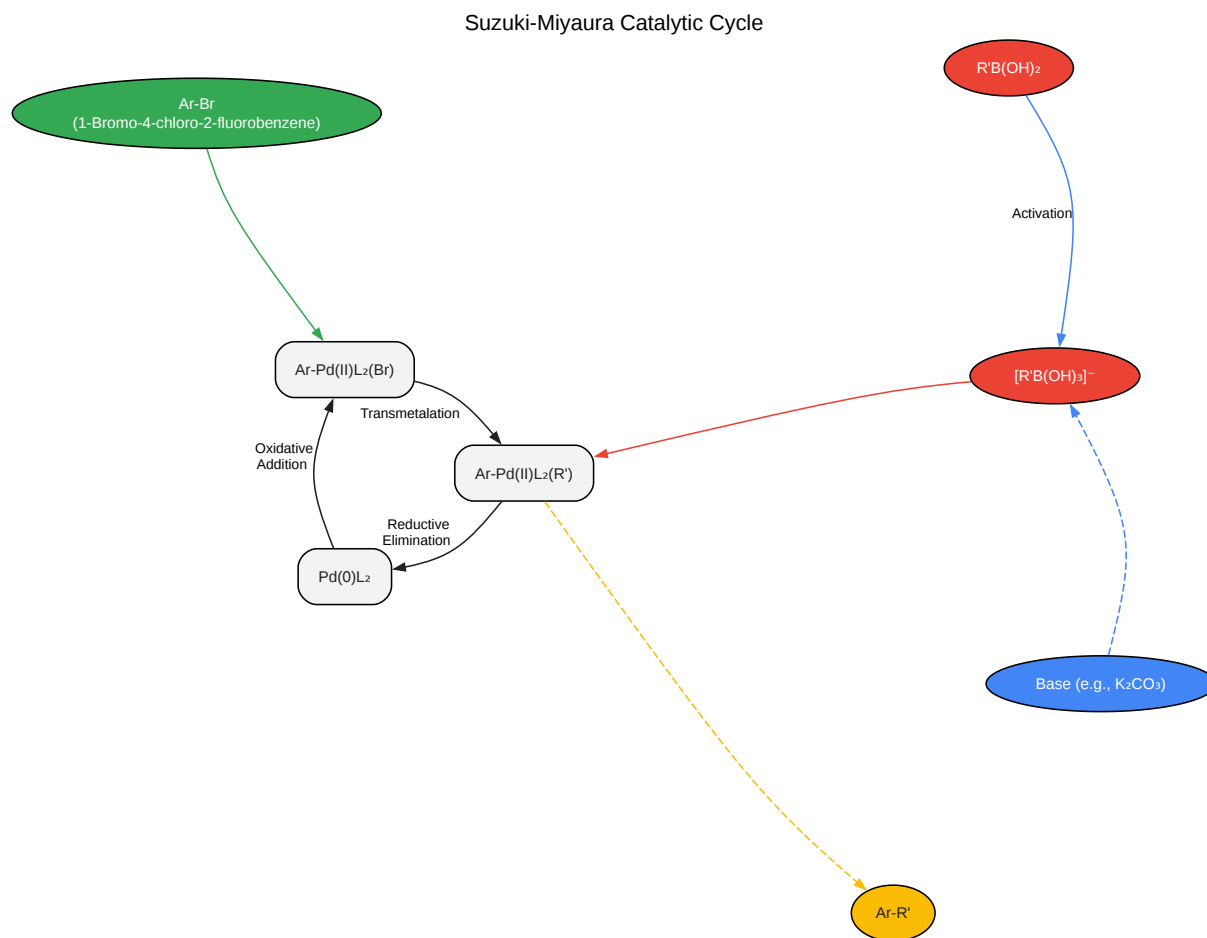 Suzuki-Miyaura Catalytic Cycle
R'B(OH)₂
Ar-Br
(1-Bromo-4-chloro-2-fluorobenzene)
Activation
Ar-Pd(II)L₂(Br)
[R'B(OH)₃]⁻
Transmetalation
Oxidative
Addition
Ar-Pd(II)L₂(R')
Reductive
Elimination
Pd(0)L₂
Base (e.g., K₂CO₃)
Ar-R'